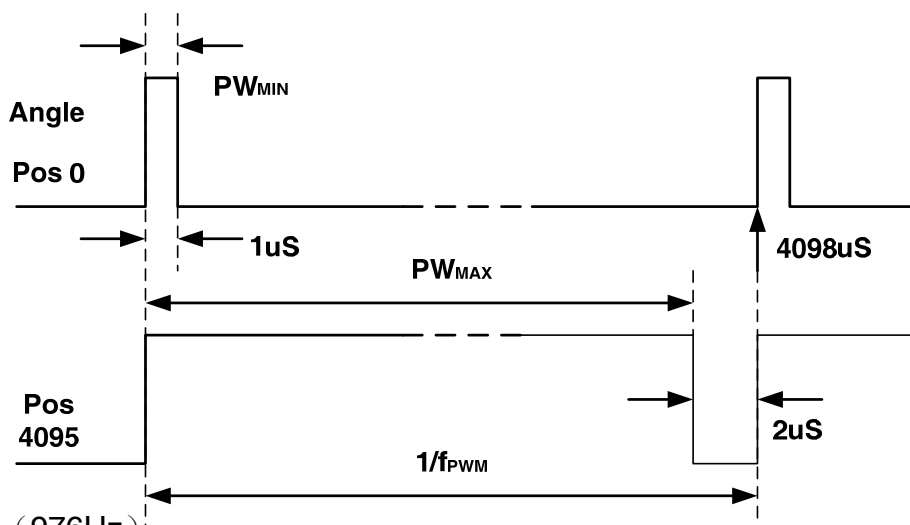 PWMIN
Angle
Pos 0
1uS
4098uS
PWMAX
Pos
4095
2uS
1/fPWM